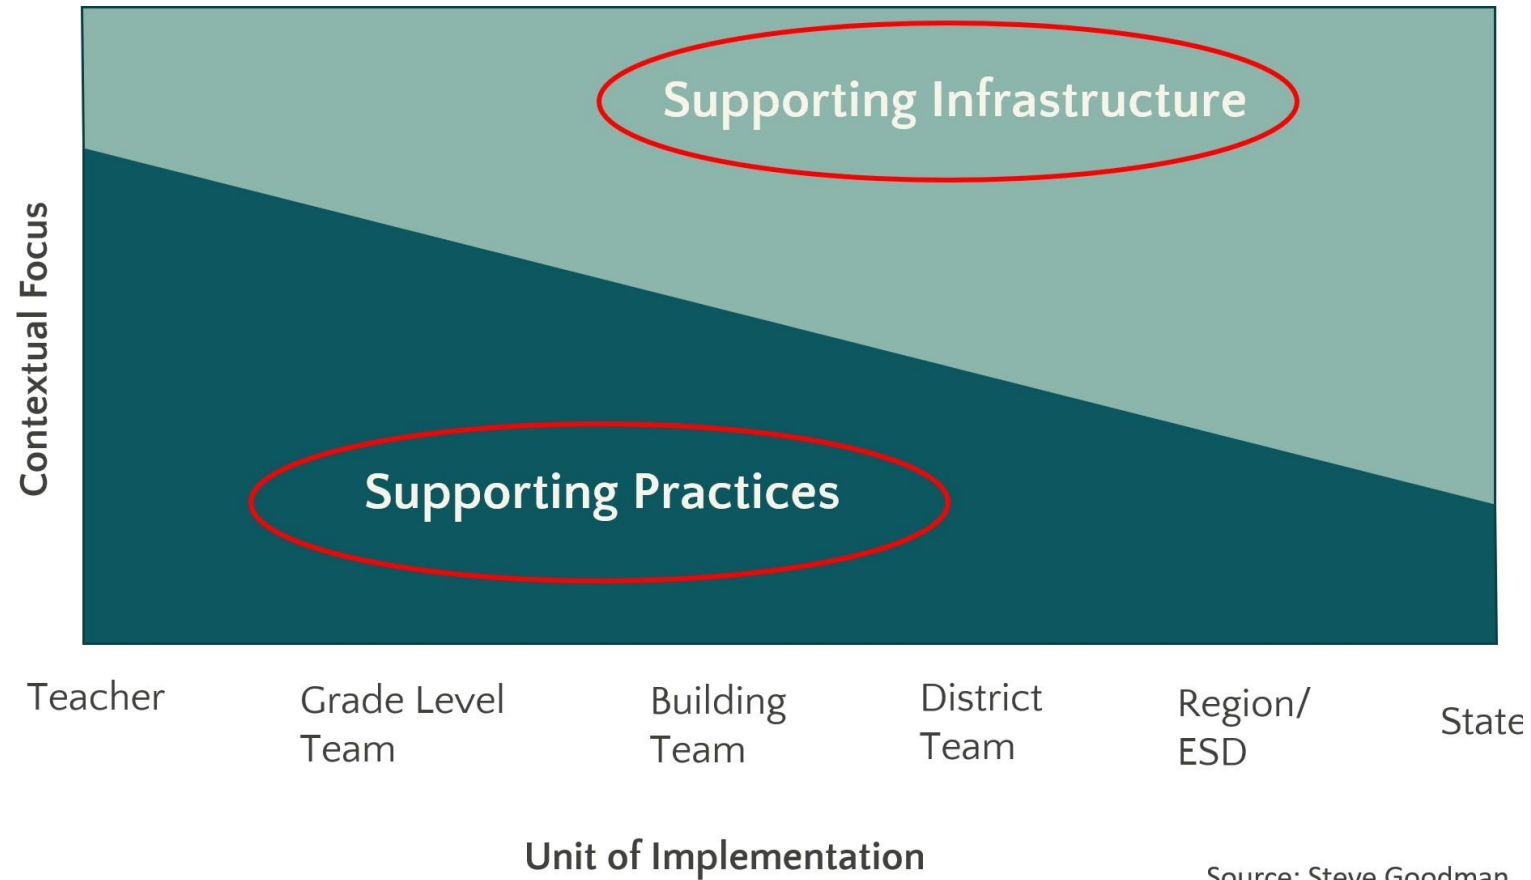 Supporting Infrastructure
Contextual Focus
Supporting Practices
Teacher
Grade Level
Team
Building
Team
District
Team
Region/
ESD
State
Unit of Implementation
Source: Steve Goodman